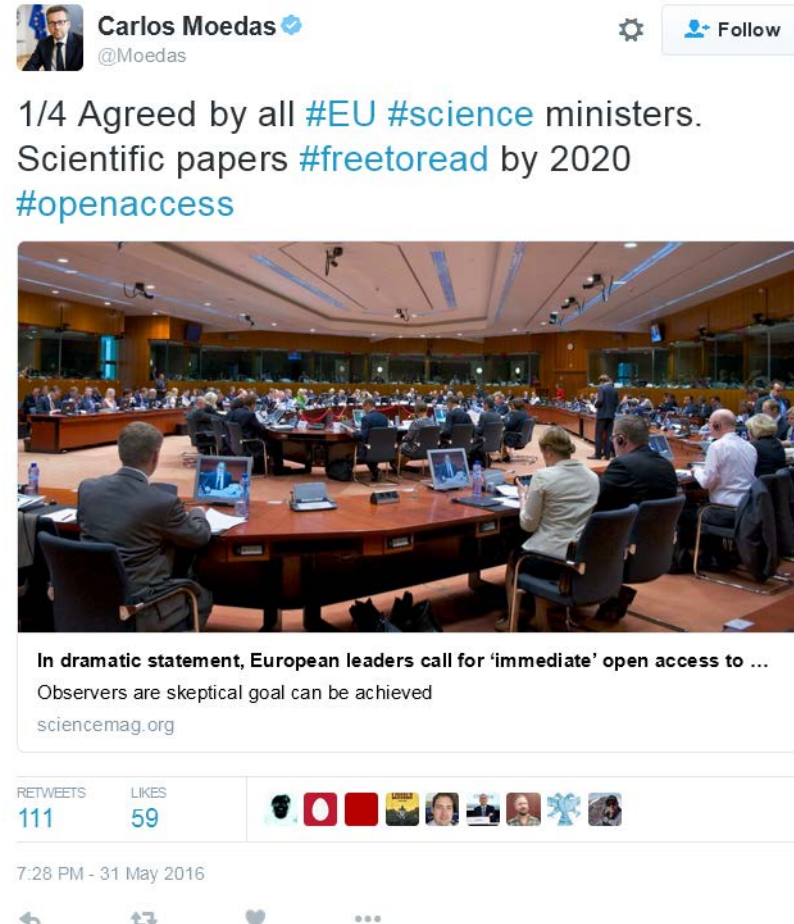 Carlos Moedas
@Moedas
Follow
1/4 Agreed by all #EU #science ministers.
Scientific papers #freetoread by 2020
#openaccess
In dramatic statement, European leaders call for ‘immediate’ open access to ...
Observers are skeptical goal can be achieved
sciencemag.org
RETWEETS LIKES
111 59
7:28 PM - 31 May 2016